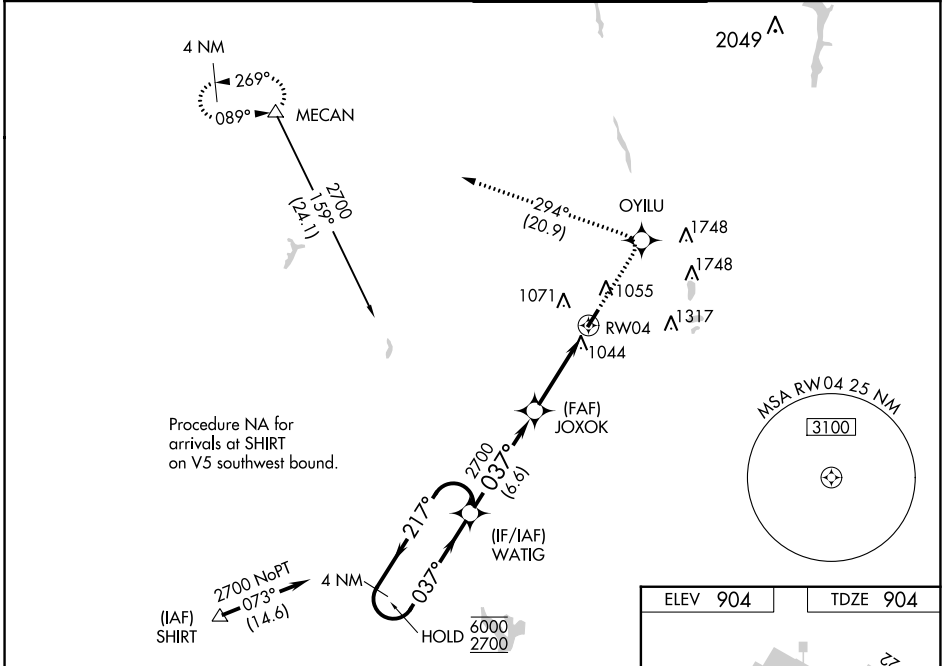 2049
4 NM
269°
089°
MECAN
2700
159°
(24.1)
294°
(20.9)
OYILU
1748
1748
1071
1055
RW04
1317
1044
MSA RW04 25 NM
3100
(FAF)
JOXOK
Procedure NA for
arrivals at SHIRT
on V5 southwest bound.
2700
037°
(6.6)
217°
(IF/IAF)
WATIG
037°
4 NM
2700 NoPT
073°
(14.6)
(IAF)
SHIRT
HOLD
6000
2700
ELEV 904
TDZE 904
22